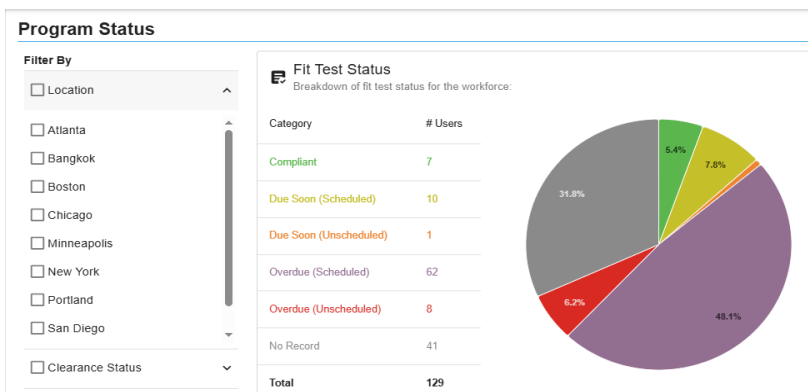 Program Status
Filter By
Location
Atlanta
Bangkok
Boston
Chicago
Minneapolis
New York
Portland
San Diego
Clearance Status
Fit Test Status
Breakdown of fit test status for the workforce:
Category # Users
Compliant 7
Due Soon (Scheduled) 10
Due Soon (Unscheduled) 1
Overdue (Scheduled) 62
Overdue (Unscheduled) 8
No Record 41
Total 129
5.4%
7.8%
31.8%
6.2%
48.1%